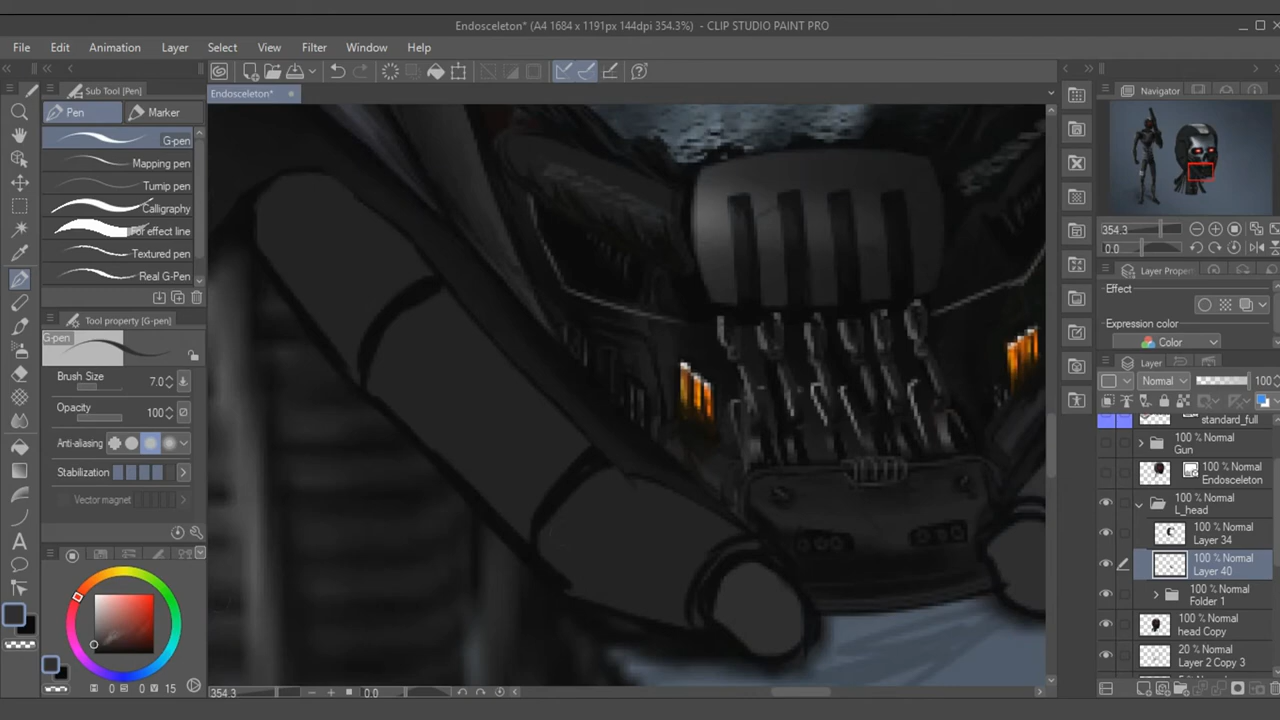 Endosceleton* (A4 1684 x 1191px 144dpi 354.3%) - CLIP STUDIO PAINT PRO
File Edit Animation Layer Select View Filter Window Help
Sub Tool [Pen]
Endosceleton*
Navigator
Pen Marker
G-pen
Mapping pen
Turnip pen
Calligraphy
For effect line
Textured pen
Real G-Pen
354.3
0.0
Layer Proper
Effect
Tool property [G-pen]
Expression color
G-pen
Color
Layer
Brush Size 7.0
Normal 100
Opacity 100
standard_full
100 % Normal
Gun
Anti-aliasing
100 % Normal
Endosceleton
Stabilization
100 % Normal
L_head
Vector magnet
100 % Normal
Layer 34
100 % Normal
Layer 40
100 % Normal
Folder 1
100 % Normal
head Copy
20 % Normal
Layer 2 Copy 3
H 0 S 0 V 15
354.3 0.0